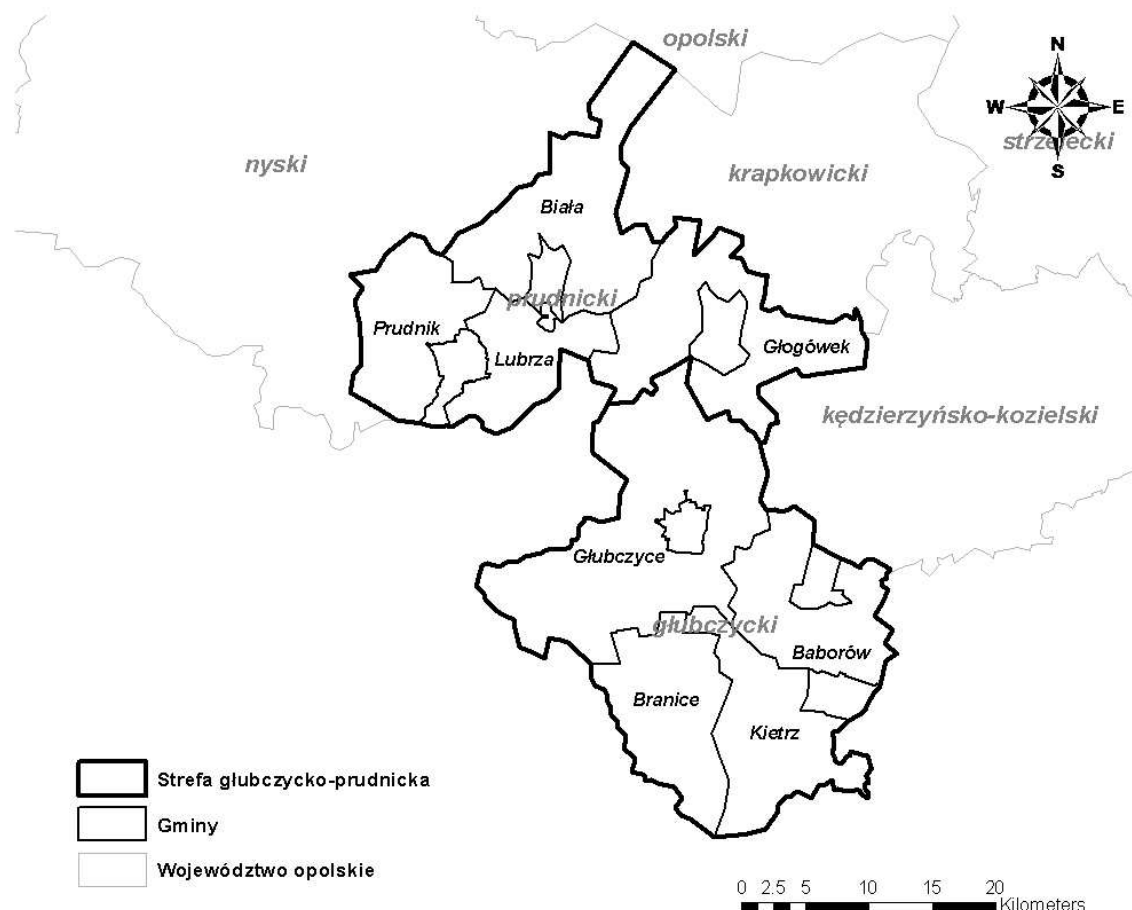 opolski
N
W
E
S
strzelecki
nyski
krapkowicki
Biała
prudnicki
Prudnik
Lubrza
Głogówek
kędzierzyńsko-kozielski
Głubczyce
głubczycki
Baborów
Branice
Kietrz
Strefa głubczycko-prudnicka
Gminy
Województwo opolskie
0 2.5 5 10 15 20
Kilometers